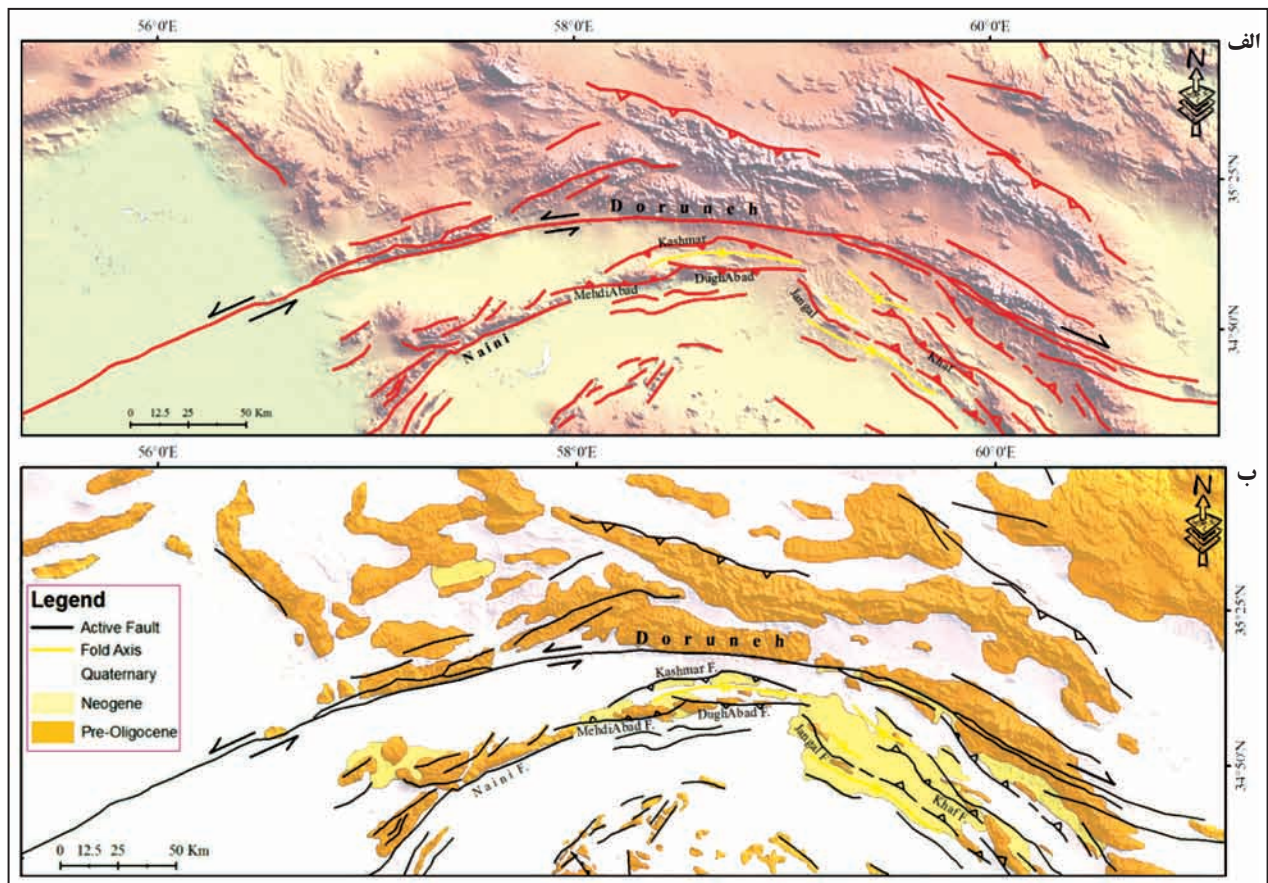 56°0'E 58°0'E 60°0'E
الف
N
35°25'N
Doruneh
Kashmar
DughAbad
MehdiAbad
Jangal
34°50'N
Naini
Khaf
0 12.5 25 50 Km
56°0'E 58°0'E 60°0'E
ب
N
Legend
Active Fault
Fold Axis
Quaternary
Neogene
Pre-Oligocene
35°25'N
Doruneh
Kashmar F.
DughAbad F.
MehdiAbad F.
Jangal F.
34°50'N
Naini F.
Khaf F.
0 12.5 25 50 Km